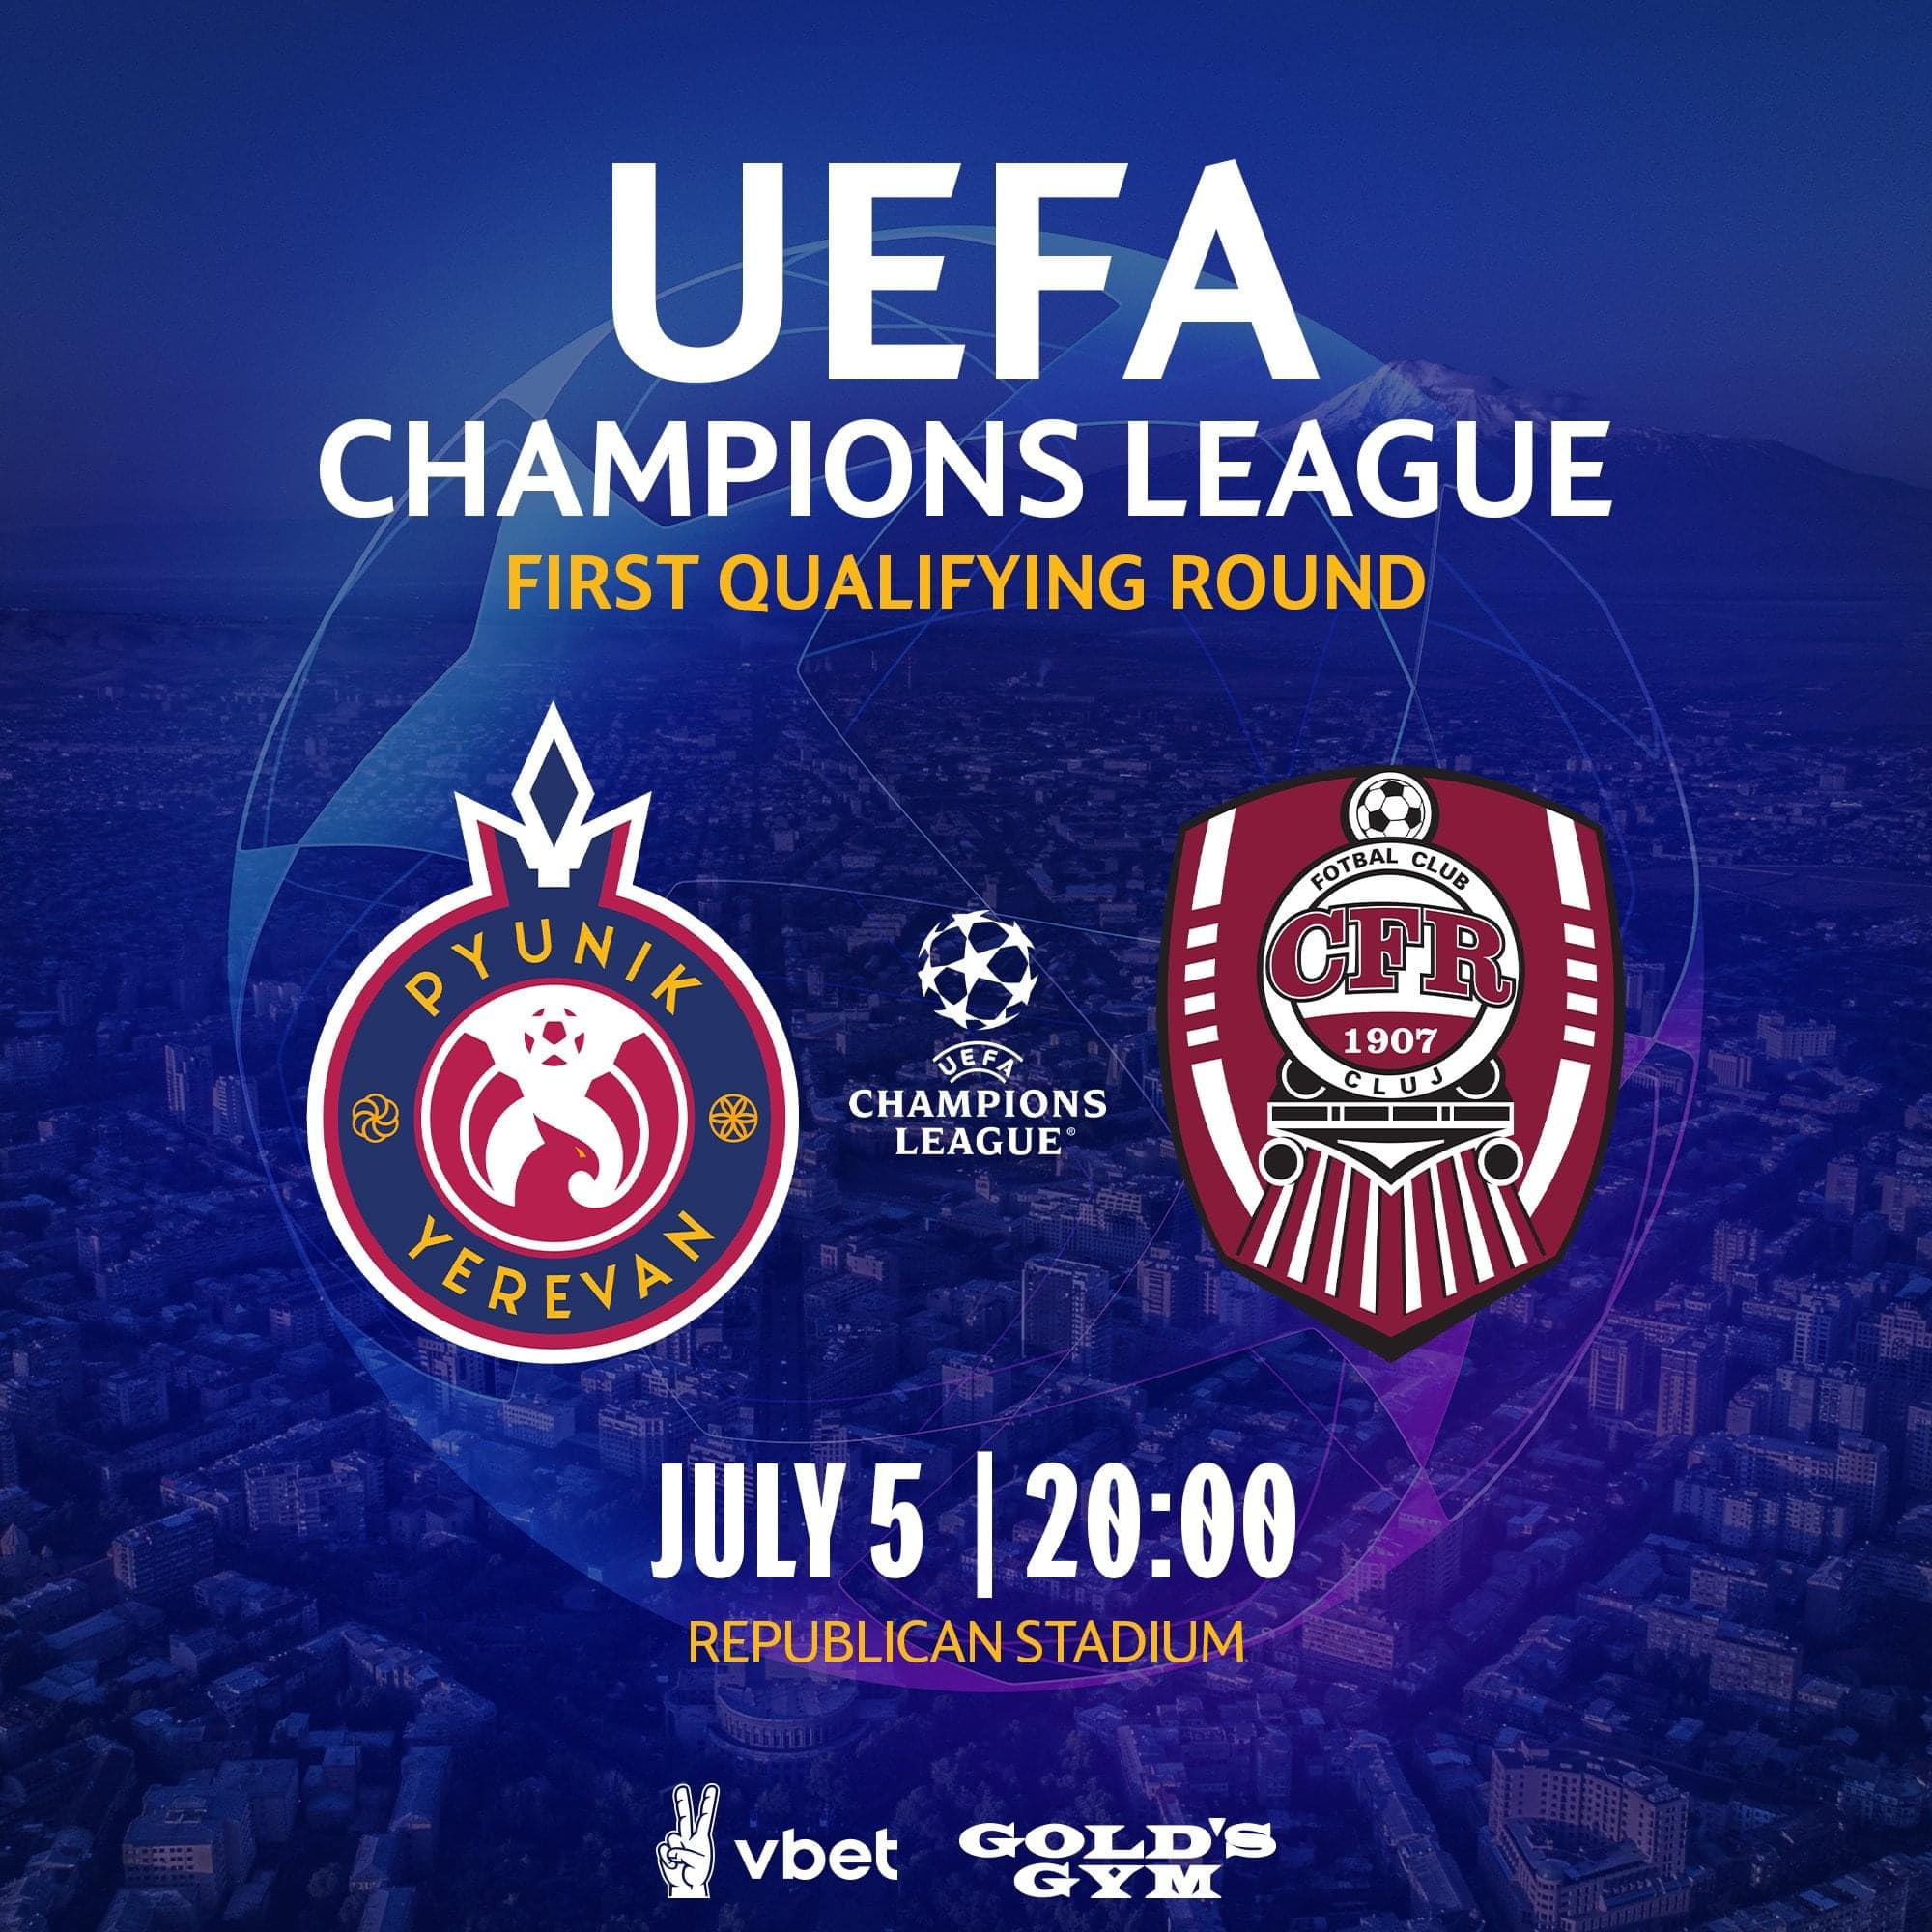 UEFA
CHAMPIONS LEAGUE
FIRST QUALIFYING ROUND
PYUNIK
YEREVAN
UEFA
CHAMPIONS
LEAGUE®
FOTBAL CLUB
CFR
1907
CLUJ
JULY 5 | 20:00
REPUBLICAN STADIUM
vbet
GOLD'S
GYM